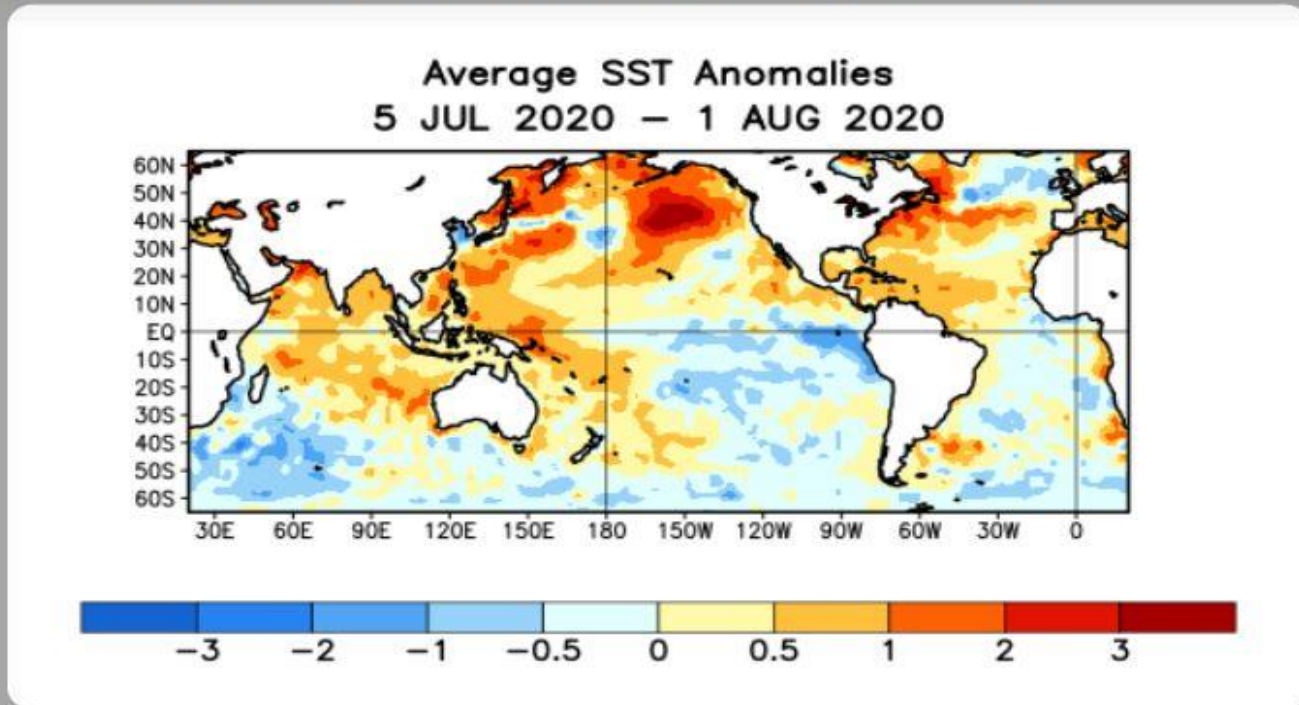 Average SST Anomalies
5 JUL 2020 – 1 AUG 2020
60N
50N
40N
30N
20N
10N
EQ
10S
20S
30S
40S
50S
60S
30E 60E 90E 120E 150E 180 150W 120W 90W 60W 30W 0
−3 −2 −1 −0.5 0 0.5 1 2 3